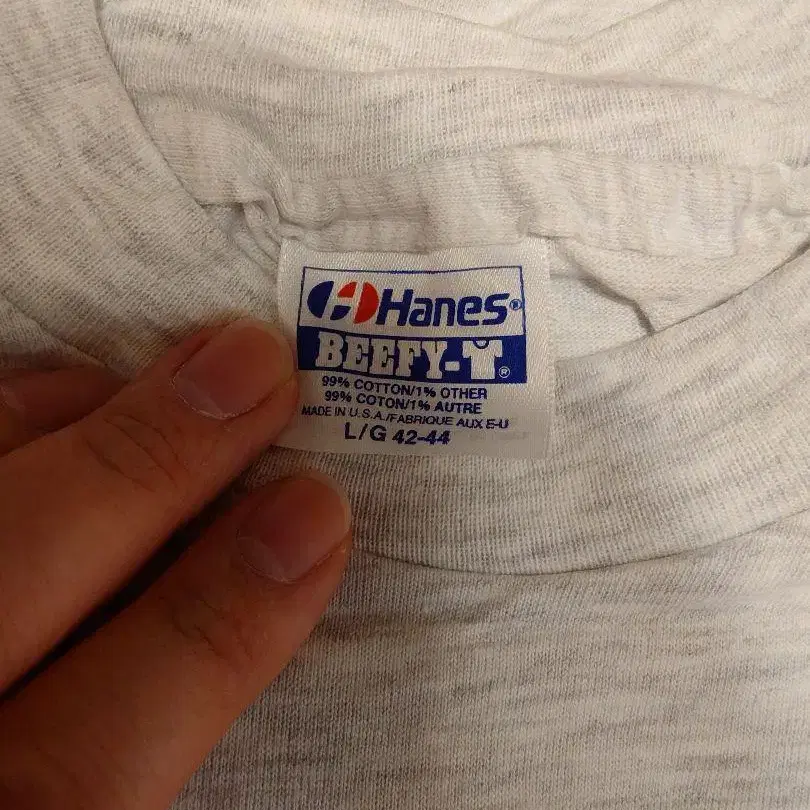 Hanes®
BEEFY-T®
99% COTTON/1% OTHER
99% COTON/1% AUTRE
MADE IN U.S.A./FABRIQUE AUX E-U
L/G 42-44